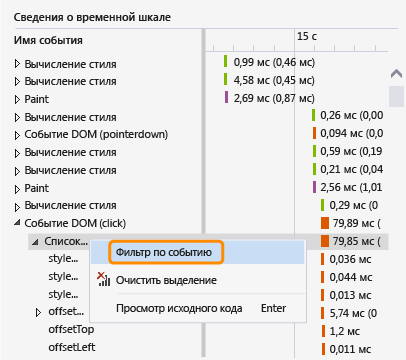 Сведения о временной шкале
Имя события 15 с
Вычисление стиля 0,99 мс (0,46 мс)
Вычисление стиля 4,58 мс (0,45 мс)
Paint 2,69 мс (0,87 мс)
Вычисление стиля 0,26 мс (0,00
Событие DOM (pointerdown) 0,094 мс (0,0
Вычисление стиля 0,59 мс (0,19
Вычисление стиля 0,21 мс (0,04
Paint 2,56 мс (1,01
Вычисление стиля 0,29 мс (0
Событие DOM (click) 79,89 мс (
Список... 79,85 мс (
Фильтр по событию
style... 0,036 мс
style... 0,044 мс
Очистить выделение
style... 0,013 мс
offset... 5,74 мс (0
Просмотр исходного кода Enter
offsetTop 1,2 мс
offsetLeft 0,011 мс